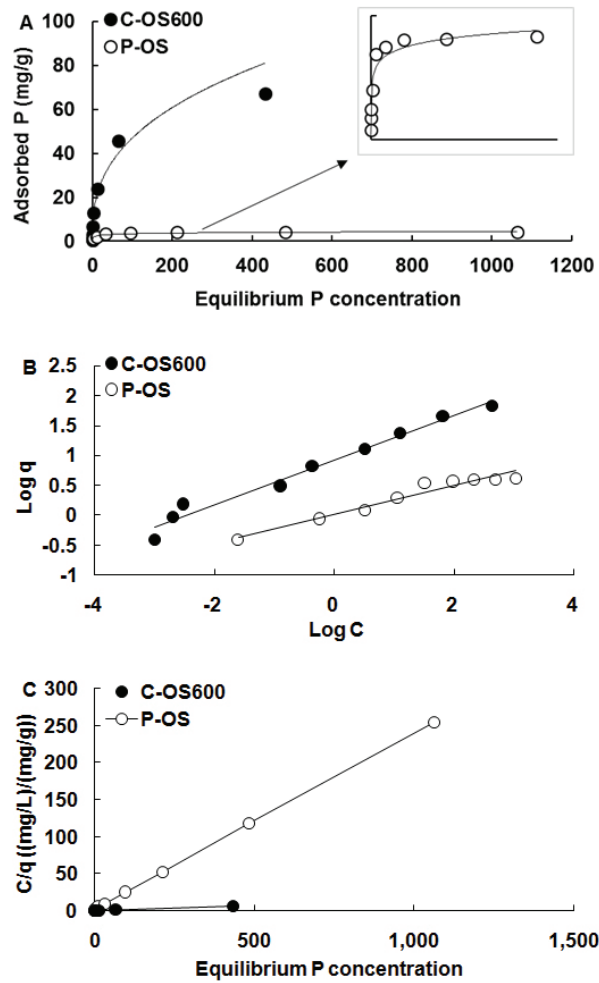 A
C-OS600
P-OS
Adsorbed P (mg/g)
100
80
60
40
20
0
0 200 400 600 800 1000 1200
Equilibrium P concentration
B
C-OS600
P-OS
Log q
2.5
2
1.5
1
0.5
0
-0.5
-1
-4 -2 0 2 4
Log C
C
C-OS600
P-OS
C/q ((mg/L)/(mg/g))
300
250
200
150
100
50
0
0 500 1,000 1,500
Equilibrium P concentration